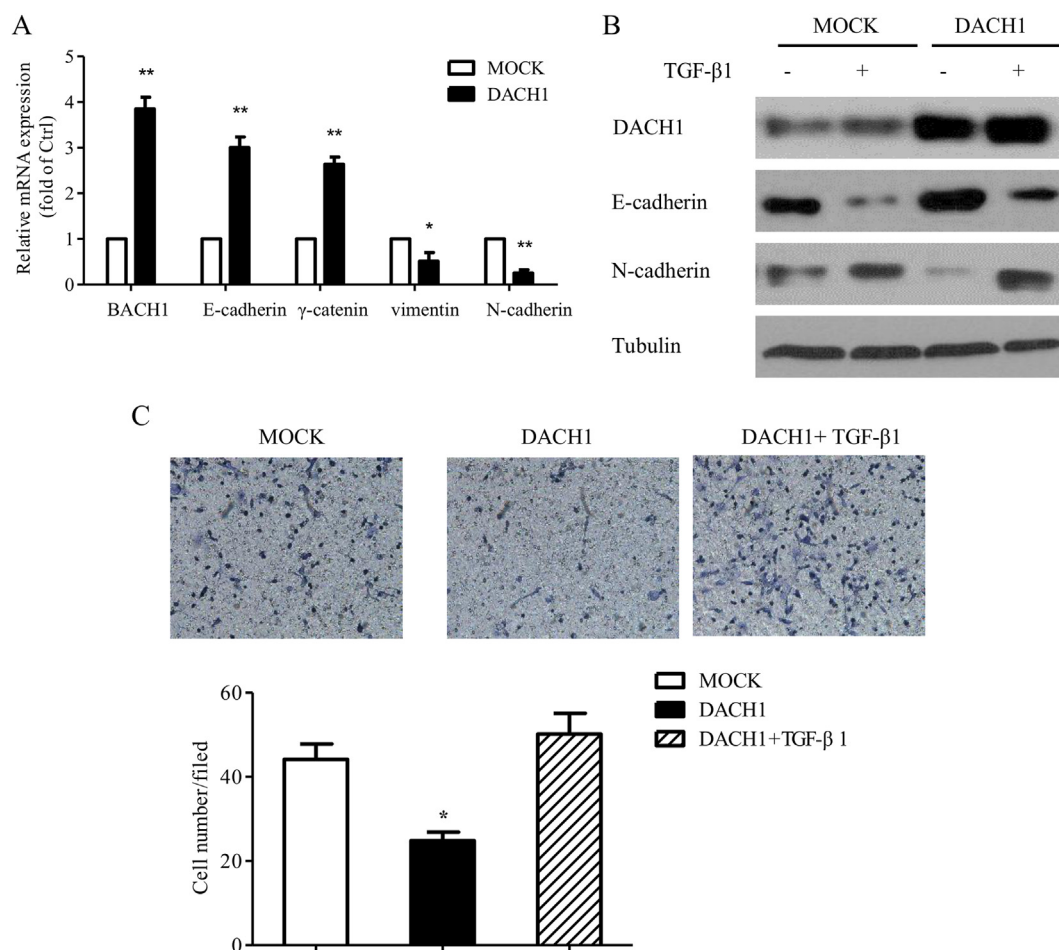 A
Relative mRNA expression
(fold of Ctrl)
5
4
3
2
1
0
MOCK
DACH1
**
**
**
*
**
BACH1
E-cadherin
γ-catenin
vimentin
N-cadherin
B
MOCK
DACH1
TGF-β1
-
+
-
+
DACH1
E-cadherin
N-cadherin
Tubulin
C
MOCK
DACH1
DACH1+ TGF-β1
Cell number/filed
60
40
20
0
*
MOCK
DACH1
DACH1+TGF-β 1